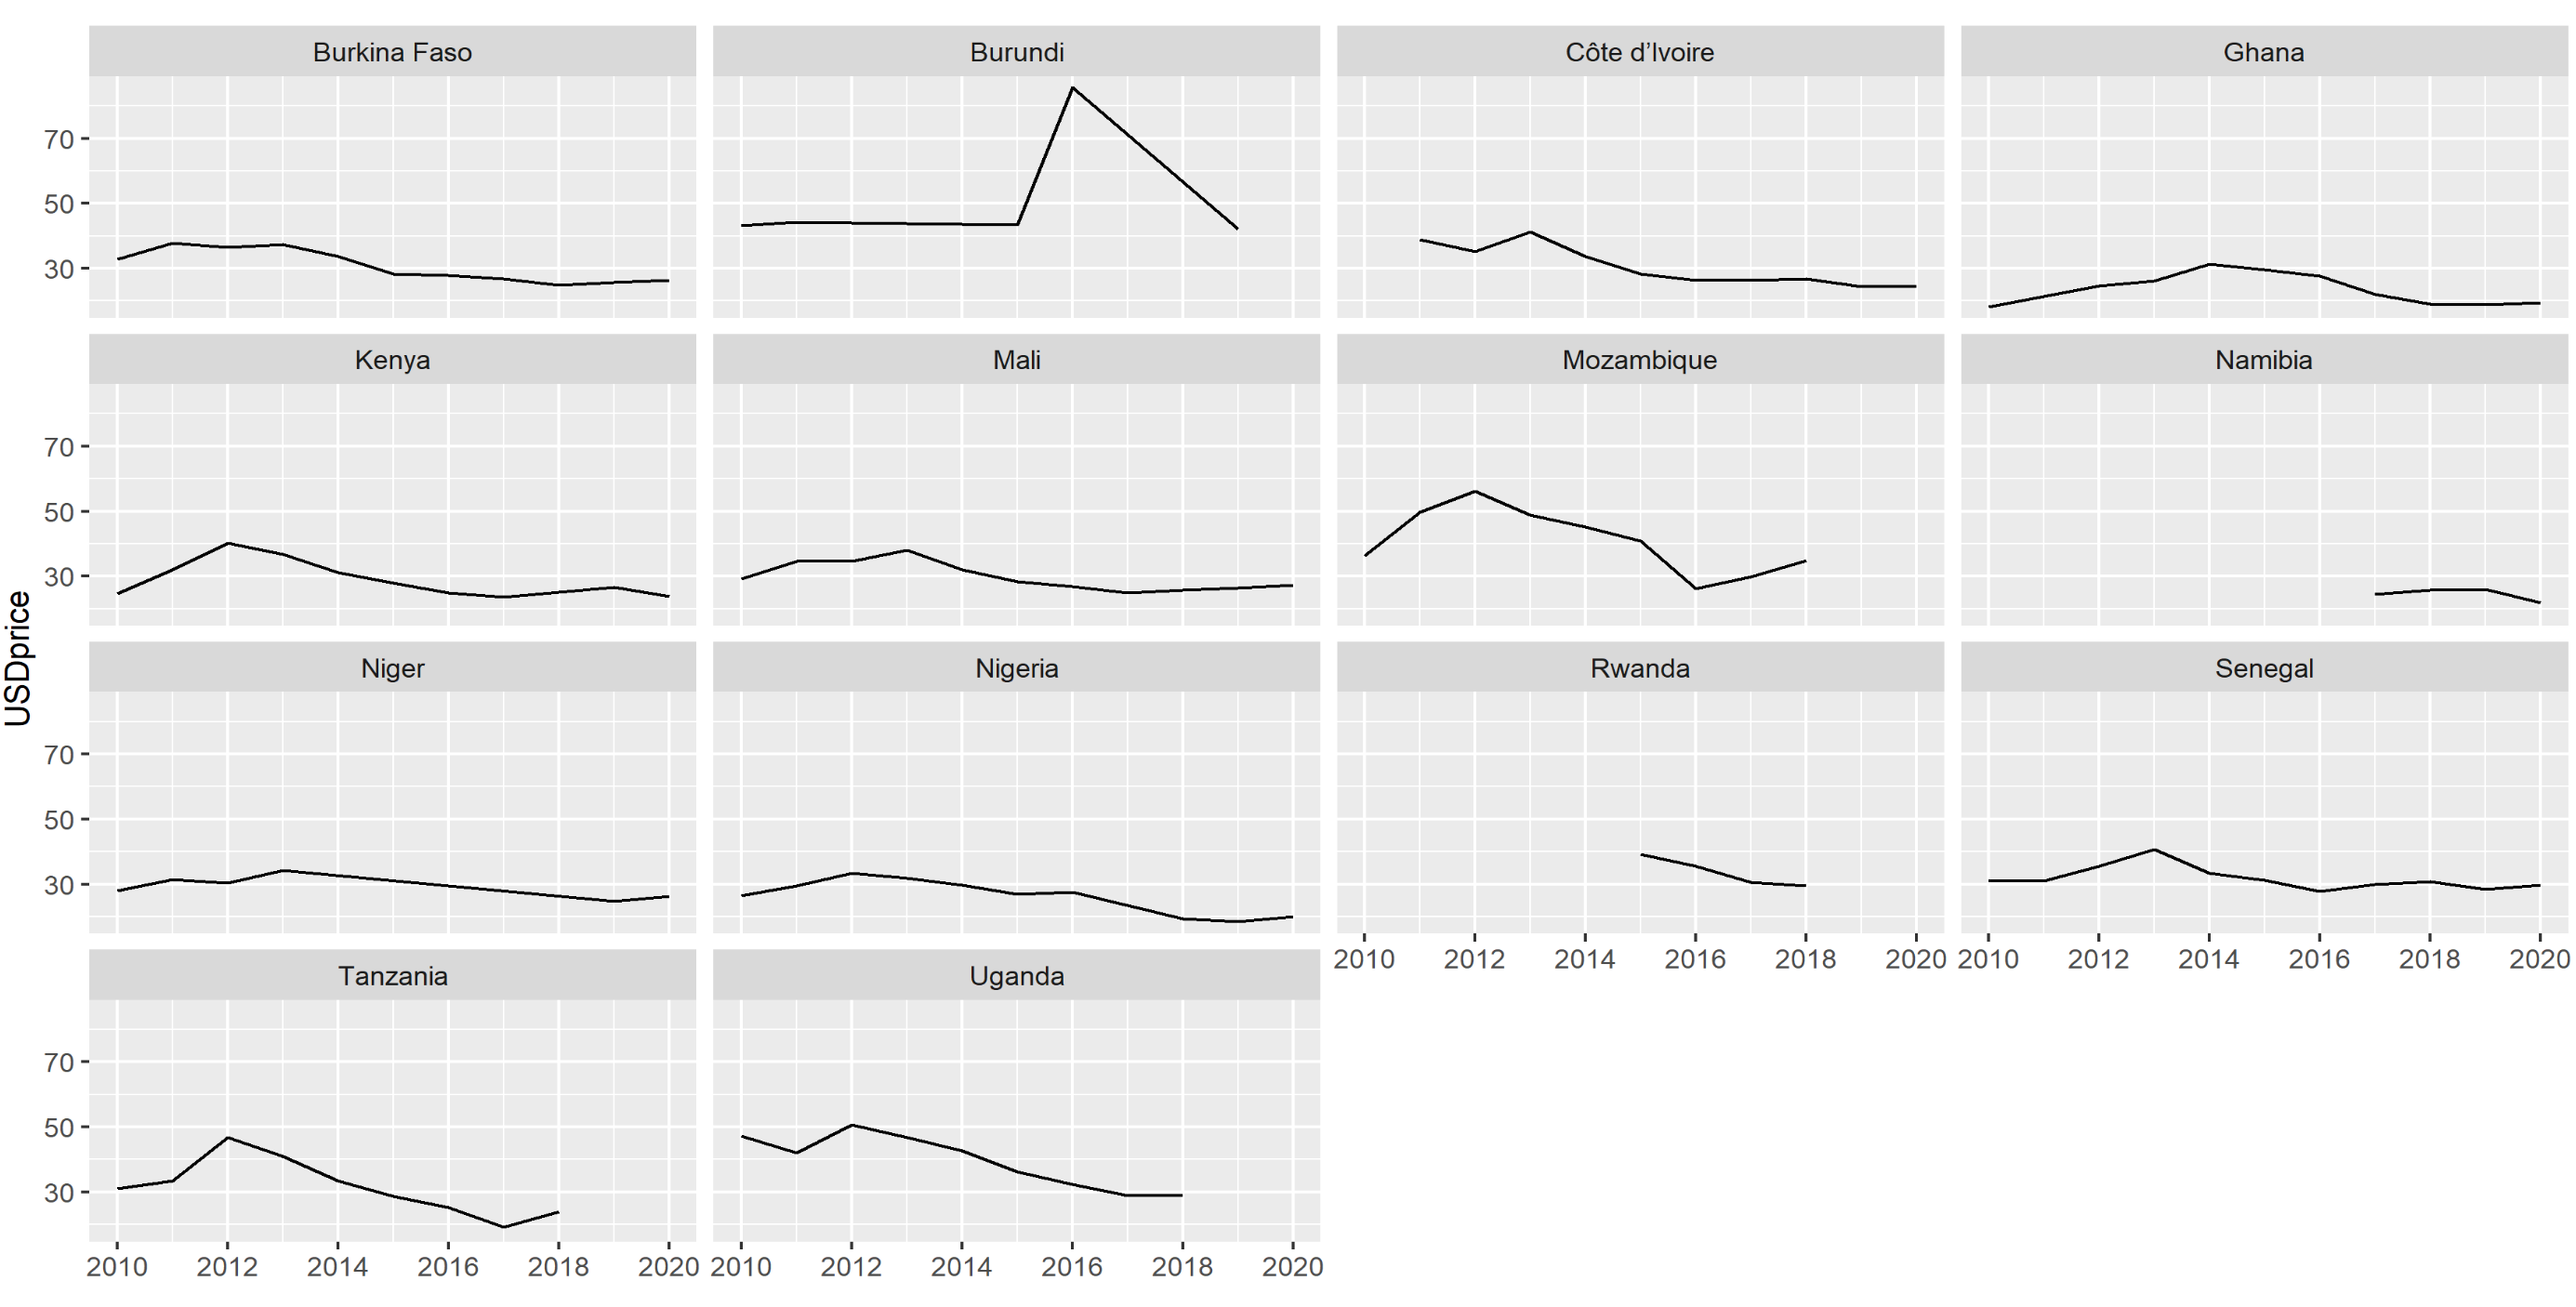 USDprice
Burkina Faso
Burundi
Côte d’Ivoire
Ghana
70
50
30
Kenya
Mali
Mozambique
Namibia
70
50
30
Niger
Nigeria
Rwanda
Senegal
70
50
30
2010 2012 2014 2016 2018 2020
2010 2012 2014 2016 2018 2020
Tanzania
Uganda
70
50
30
2010 2012 2014 2016 2018 2020
2010 2012 2014 2016 2018 2020